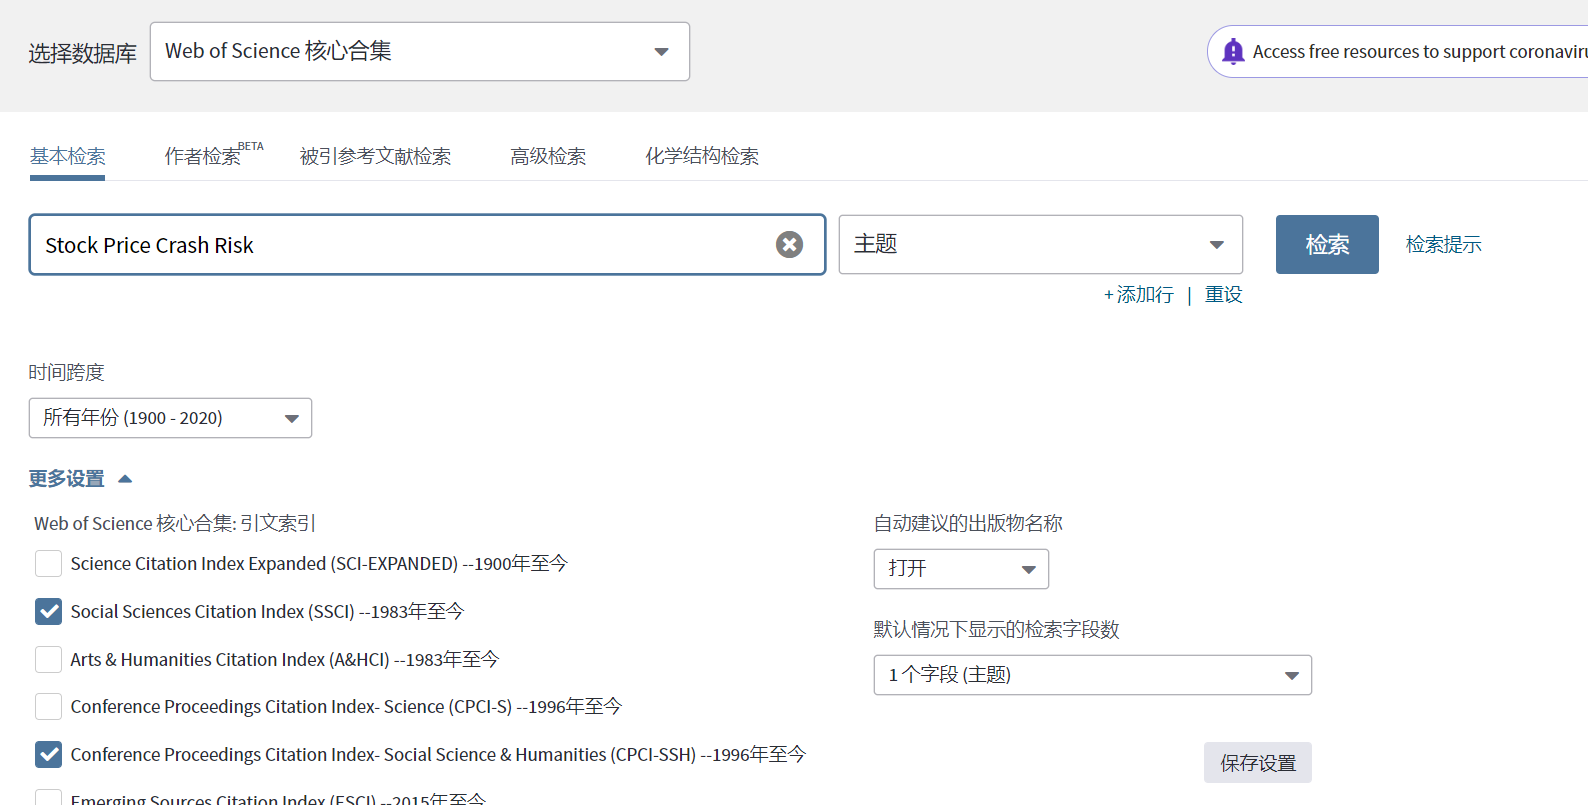 选择数据库
Web of Science 核心合集
Access free resources to support coronaviru
基本检索
作者检索BETA
被引参考文献检索
高级检索
化学结构检索
Stock Price Crash Risk
主题
检索
检索提示
+ 添加行 | 重设
时间跨度
所有年份 (1900 - 2020)
更多设置
Web of Science 核心合集: 引文索引
Science Citation Index Expanded (SCI-EXPANDED) --1900年至今
Social Sciences Citation Index (SSCI) --1983年至今
Arts & Humanities Citation Index (A&HCI) --1983年至今
Conference Proceedings Citation Index- Science (CPCI-S) --1996年至今
Conference Proceedings Citation Index- Social Science & Humanities (CPCI-SSH) --1996年至今
Emerging Sources Citation Index (ESCI) --2015年至今
自动建议的出版物名称
打开
默认情况下显示的检索字段数
1 个字段 (主题)
保存设置